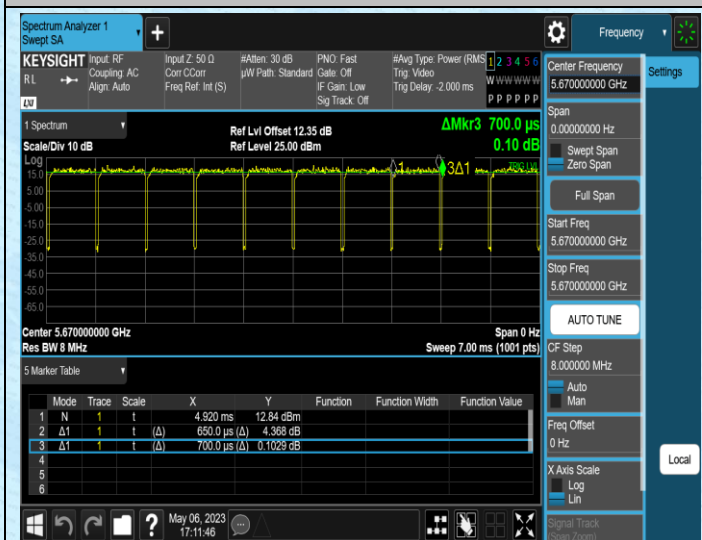 Spectrum Analyzer 1
Swept SA
Frequency
KEYSIGHT
RL
LXI
Input: RF
Coupling: AC
Align: Auto
Input Z: 50 Ω
Corr CCorr
Freq Ref: Int (S)
#Atten: 30 dB
µW Path: Standard
PNO: Fast
Gate: Off
IF Gain: Low
Sig Track: Off
#Avg Type: Power (RMS
Trig: Video
Trig Delay: -2.000 ms
1 2 3 4 5 6
W W W W W W
P P P P P P
Center Frequency
5.670000000 GHz
Settings
1 Spectrum
Scale/Div 10 dB
Ref Lvl Offset 12.35 dB
Ref Level 25.00 dBm
ΔMkr3 700.0 µs
0.10 dB
Log
15.0
5.00
-5.00
-15.0
-25.0
-35.0
-45.0
-55.0
-65.0
1
3Δ1
TRIG LVL
Center 5.670000000 GHz
Res BW 8 MHz
Span 0 Hz
Sweep 7.00 ms (1001 pts)
Span
0.00000000 Hz
Swept Span
Zero Span
Full Span
Start Freq
5.670000000 GHz
Stop Freq
5.670000000 GHz
AUTO TUNE
CF Step
8.000000 MHz
Auto
Man
Freq Offset
0 Hz
X Axis Scale
Log
Lin
Signal Track
(Span Zoom)
Local
5 Marker Table
Mode Trace Scale X Y Function Function Width Function Value
1 N 1 t 4.920 ms 12.84 dBm
2 Δ1 1 t (Δ) 650.0 µs (Δ) 4.368 dB
3 Δ1 1 t (Δ) 700.0 µs (Δ) 0.1029 dB
4
5
6
?
May 06, 2023
17:11:46